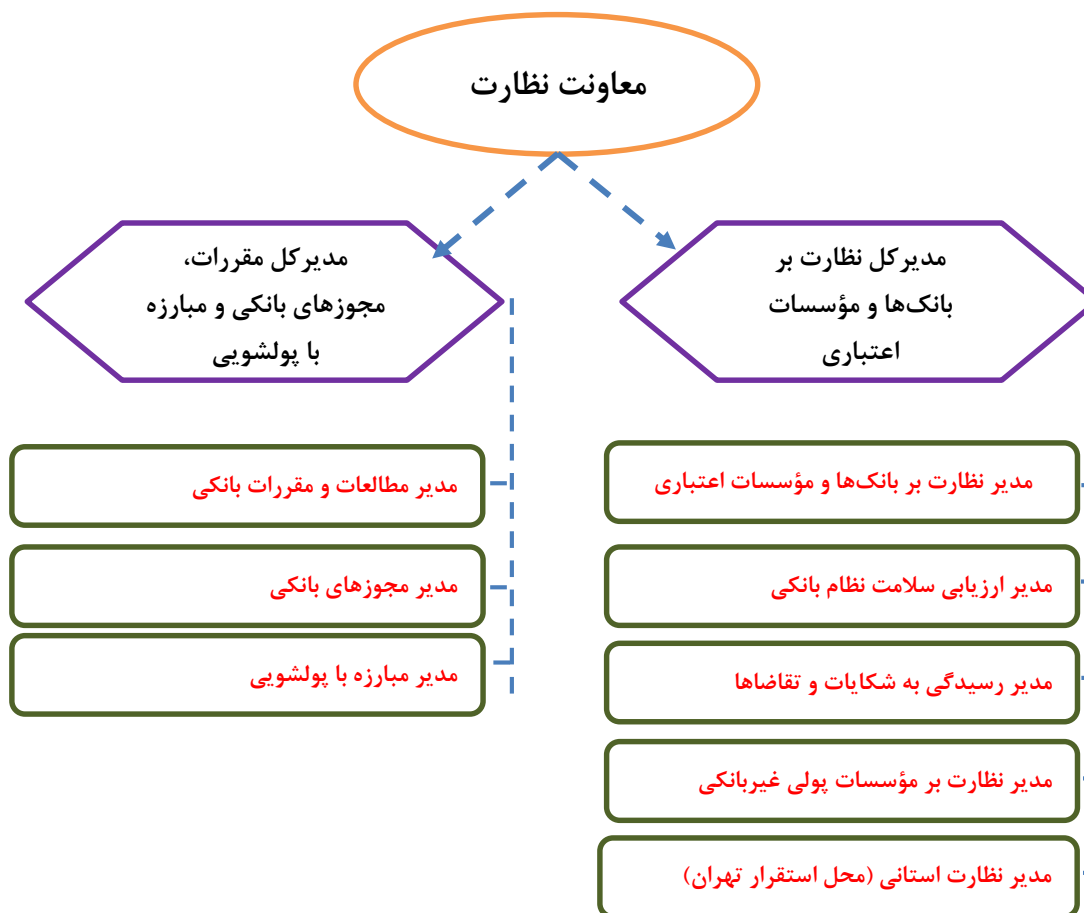 معاونت نظارت
مدیرکل نظارت بر
بانک‌ها و مؤسسات
اعتباری
مدیرکل مقررات،
مجوزهای بانکی و مبارزه
با پولشویی
مدیر نظارت بر بانک‌ها و مؤسسات اعتباری
مدیر ارزیابی سلامت نظام بانکی
مدیر رسیدگی به شکایات و تقاضاها
مدیر نظارت بر مؤسسات پولی غیربانکی
مدیر نظارت استانی (محل استقرار تهران)
مدیر مطالعات و مقررات بانکی
مدیر مجوزهای بانکی
مدیر مبارزه با پولشویی